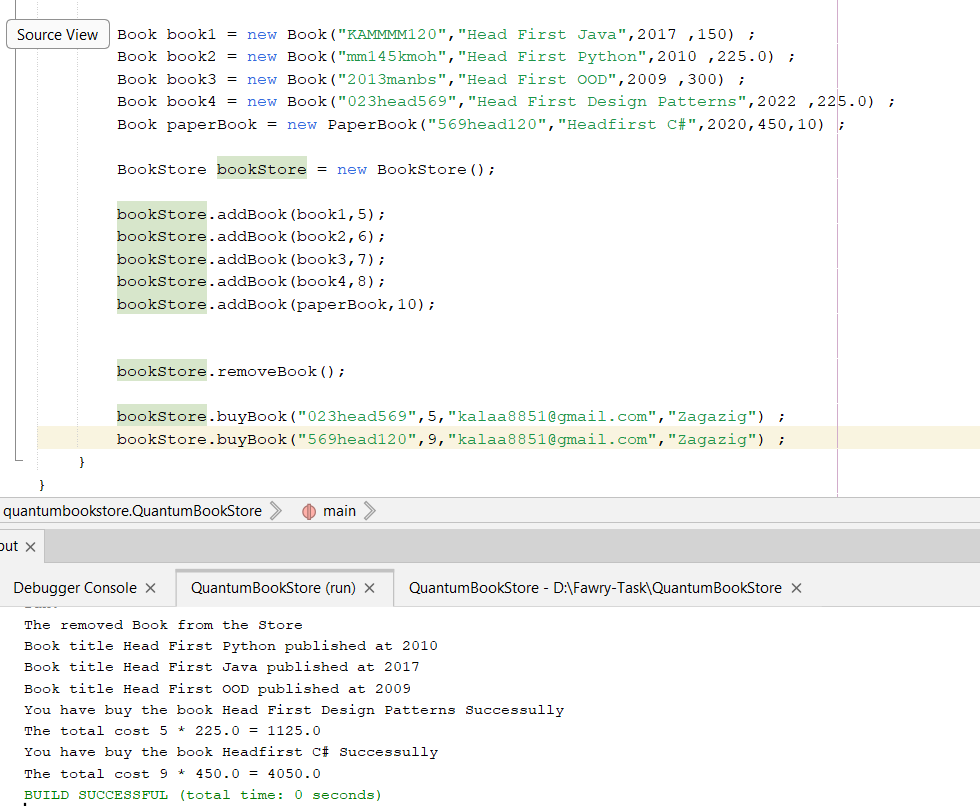 Source View
Book book1 = new Book("KAMMMM120","Head First Java",2017 ,150) ;
Book book2 = new Book("mm145kmoh","Head First Python",2010 ,225.0) ;
Book book3 = new Book("2013manbs","Head First OOD",2009 ,300) ;
Book book4 = new Book("023head569","Head First Design Patterns",2022 ,225.0) ;
Book paperBook = new PaperBook("569head120","Headfirst C#",2020,450,10) ;
BookStore bookStore = new BookStore();
bookStore.addBook(book1,5);
bookStore.addBook(book2,6);
bookStore.addBook(book3,7);
bookStore.addBook(book4,8);
bookStore.addBook(paperBook,10);
bookStore.removeBook();
bookStore.buyBook("023head569",5,"kalaa8851@gmail.com","Zagazig") ;
bookStore.buyBook("569head120",9,"kalaa8851@gmail.com","Zagazig") ;
}
}
quantumbookstore.QuantumBookStore main
out
Debugger Console QuantumBookStore (run) QuantumBookStore - D:\Fawry-Task\QuantumBookStore
The removed Book from the Store
Book title Head First Python published at 2010
Book title Head First Java published at 2017
Book title Head First OOD published at 2009
You have buy the book Head First Design Patterns Successully
The total cost 5 * 225.0 = 1125.0
You have buy the book Headfirst C# Successully
The total cost 9 * 450.0 = 4050.0
BUILD SUCCESSFUL (total time: 0 seconds)